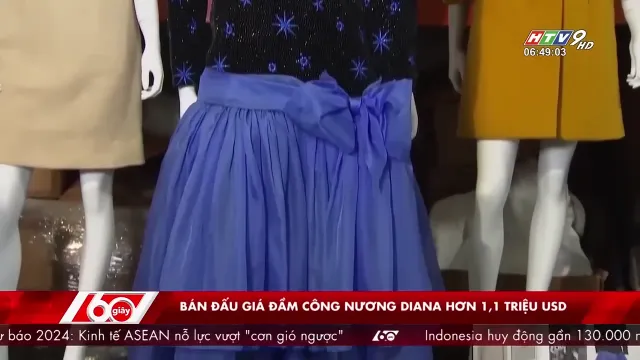 HTV9 HD
06:49:03
60 giây
BÁN ĐẤU GIÁ ĐẦM CÔNG NƯƠNG DIANA HƠN 1,1 TRIỆU USD
báo 2024: Kinh tế ASEAN nỗ lực vượt "cơn gió ngược" 60 giây Indonesia huy động gần 130.000